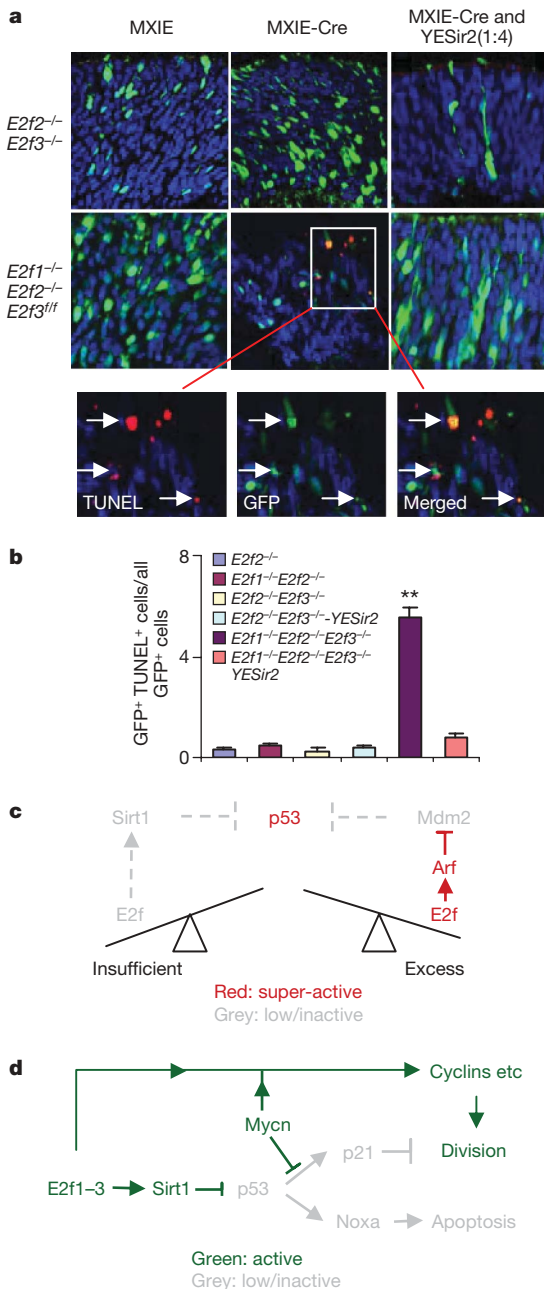 a
MXIE
MXIE-Cre
MXIE-Cre and
YESir2(1:4)
E2f2–/–
E2f3–/–
E2f1–/–
E2f2–/–
E2f3f/f
TUNEL
GFP
Merged
b
GFP+ TUNEL+ cells/all
GFP+ cells
8
4
0
E2f2–/–
E2f1–/–E2f2–/–
E2f2–/–E2f3–/–
E2f2–/–E2f3–/–-YESir2
E2f1–/–E2f2–/–E2f3–/–
E2f1–/–E2f2–/–E2f3–/–
YESir2
**
c
Sirt1
p53
Mdm2
Arf
E2f
E2f
Insufficient
Excess
Red: super-active
Grey: low/inactive
d
Cyclins etc
Mycn
p21
Division
E2f1–3
Sirt1
p53
Noxa
Apoptosis
Green: active
Grey: low/inactive